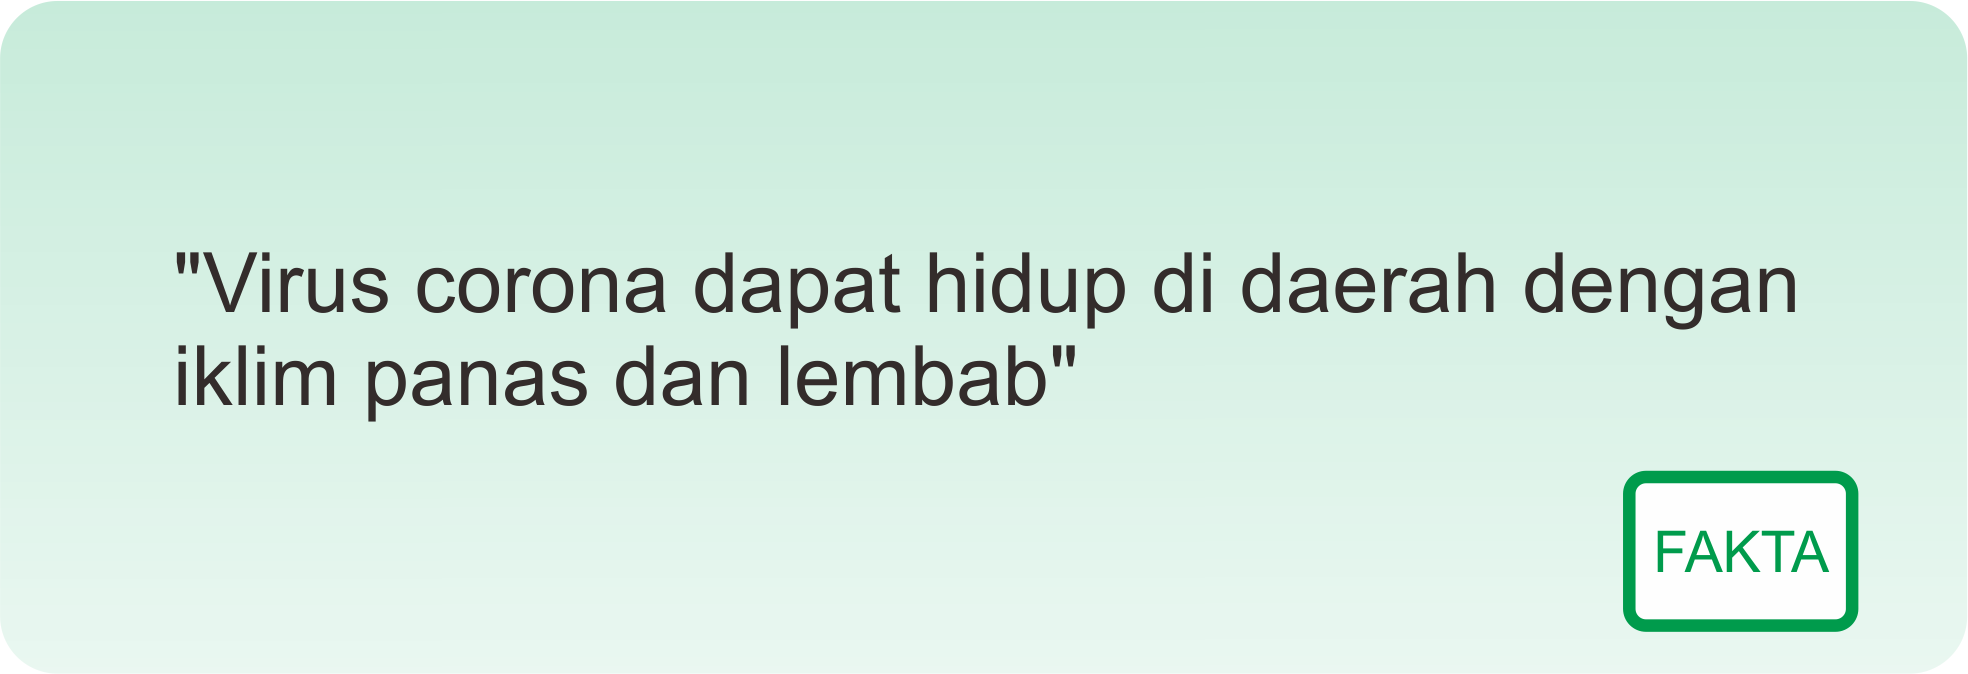 "Virus corona dapat hidup di daerah dengan
iklim panas dan lembab"
FAKTA